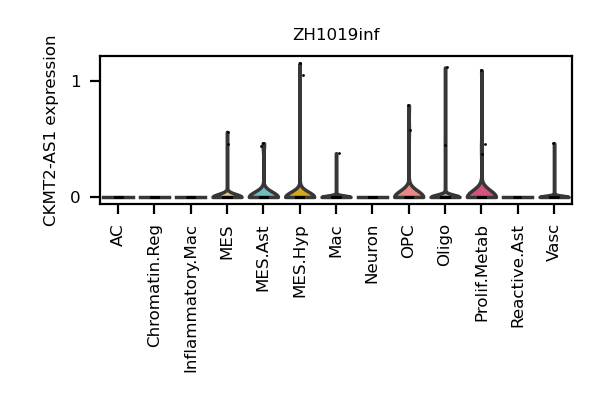 ZH1019inf
CKMT2-AS1 expression
1
0
AC
Chromatin.Reg
Inflammatory.Mac
MES
MES.Ast
MES.Hyp
Mac
Neuron
OPC
Oligo
Prolif.Metab
Reactive.Ast
Vasc